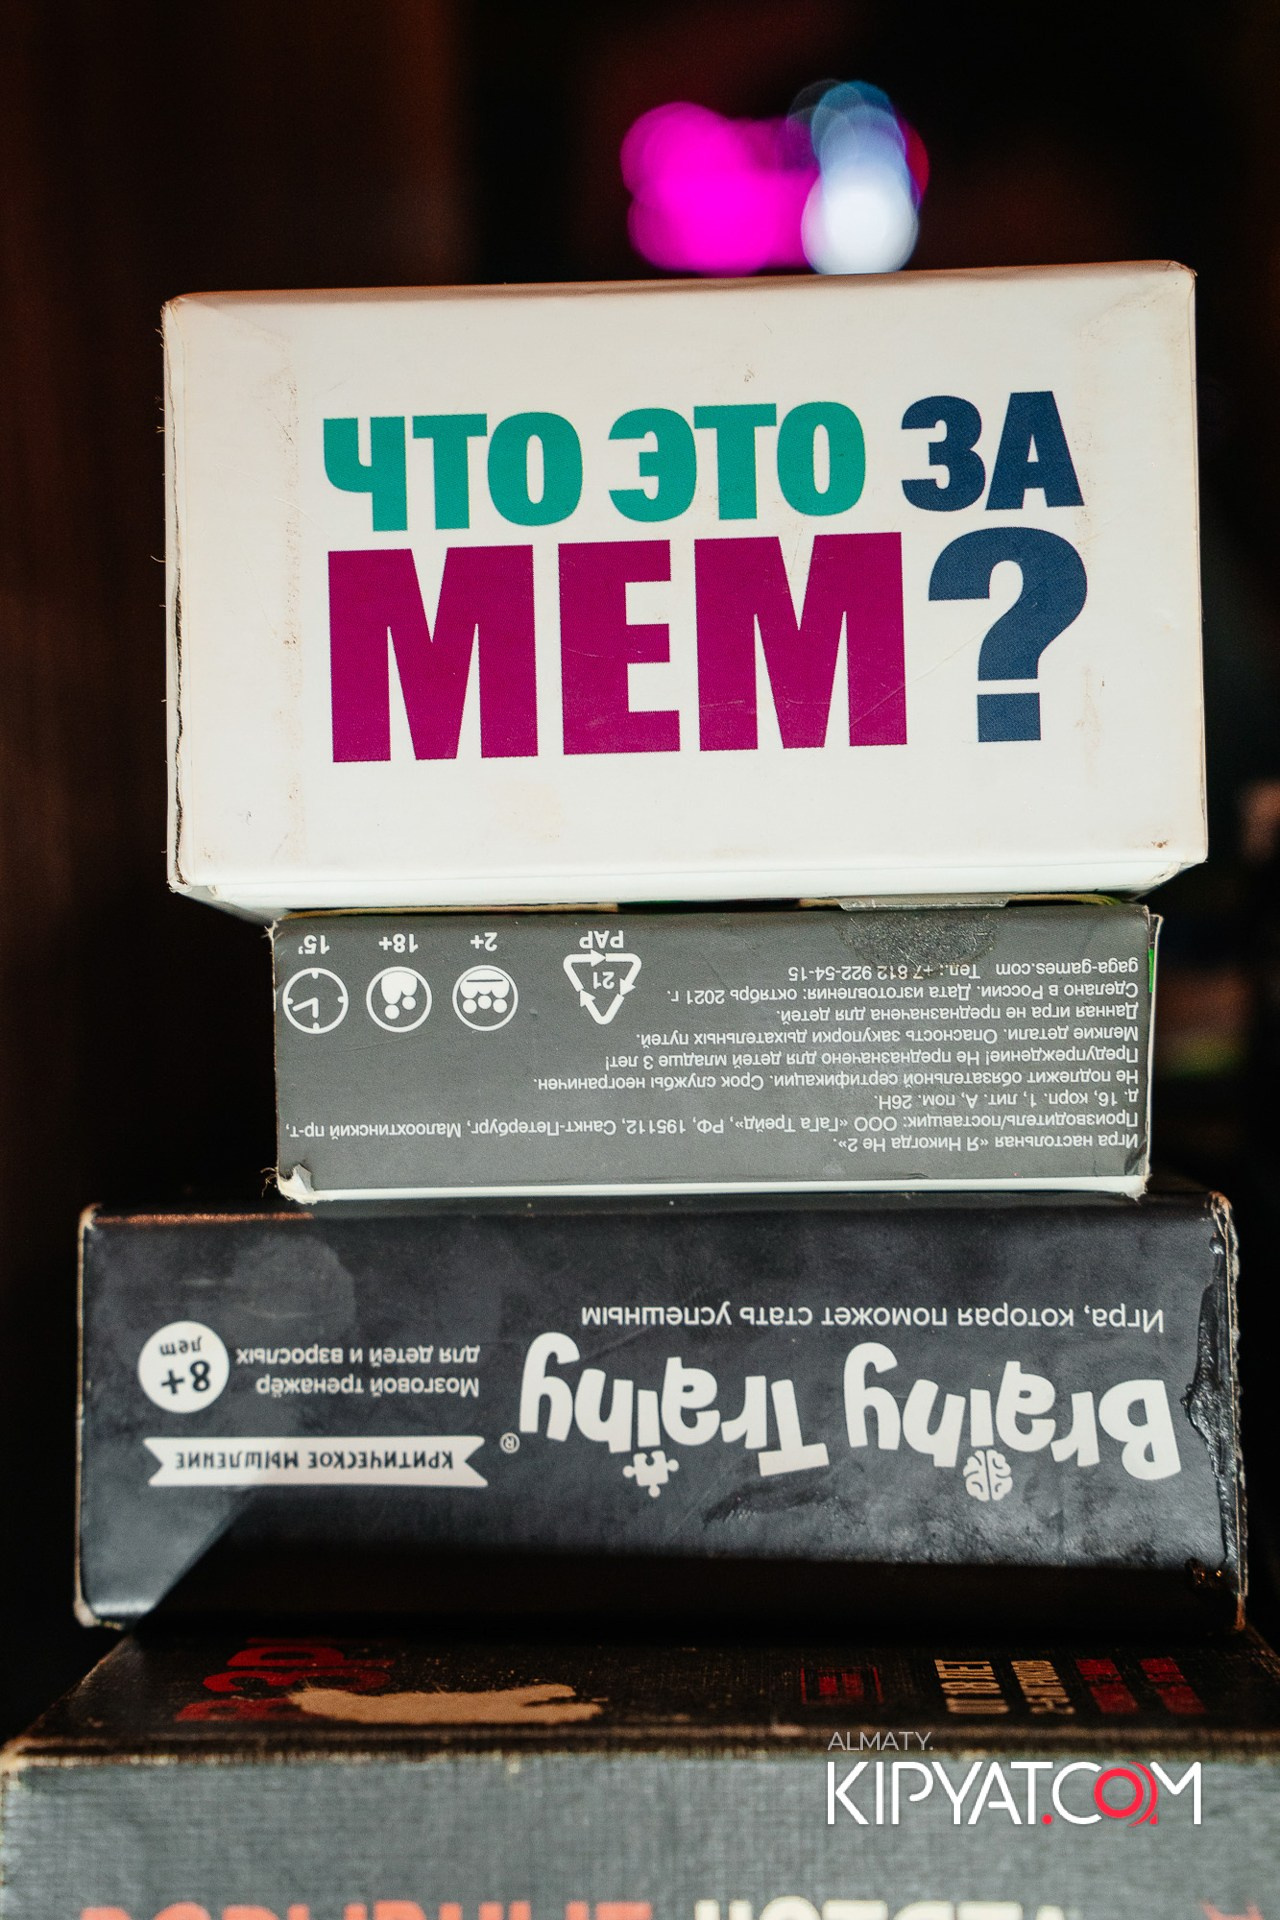 ЧТО ЭТО ЗА
МЕМ?
Игра настольная «Я Никогда Не 2».
Производитель/поставщик: ООО «ГаГа Трейд», РФ, 195112, Санкт-Петербург, Малоохтинский пр-т,
д. 16, корп. 1, лит. А, пом. 26Н.
Не подлежит обязательной сертификации. Срок службы неограничен.
Предупреждение! Не предназначено для детей младше 3 лет!
Мелкие детали. Опасность закупорки дыхательных путей.
Данная игра не предназначена для детей.
Сделано в России. Дата изготовления: октябрь 2021 г.
gaga-games.com Тел.: +7 812 922-54-15
21
PAP
2+
18+
15'
Brainy Trainy®
Игра, которая поможет стать успешным
КРИТИЧЕСКОЕ МЫШЛЕНИЕ
Мозговой тренажёр
для детей и взрослых
8+
лет
ОТ 18 ЛЕТ
ALMATY.
KIPYAT.COM